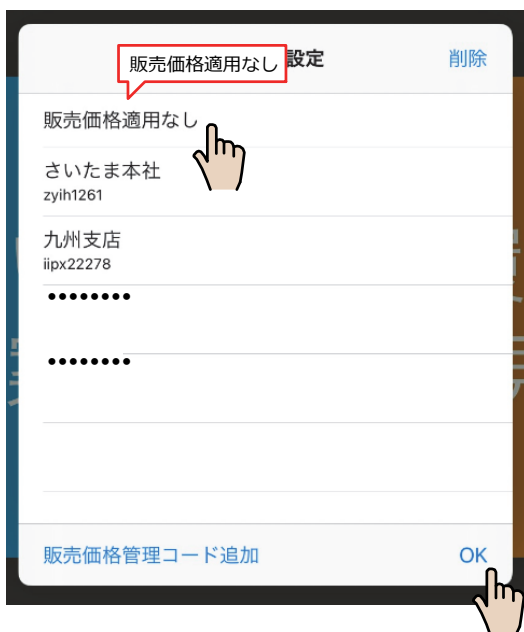 販売価格適用なし
設定
削除
販売価格適用なし
さいたま本社
zyih1261
九州支店
iipx22278
••••••••
••••••••
販売価格管理コード追加
OK